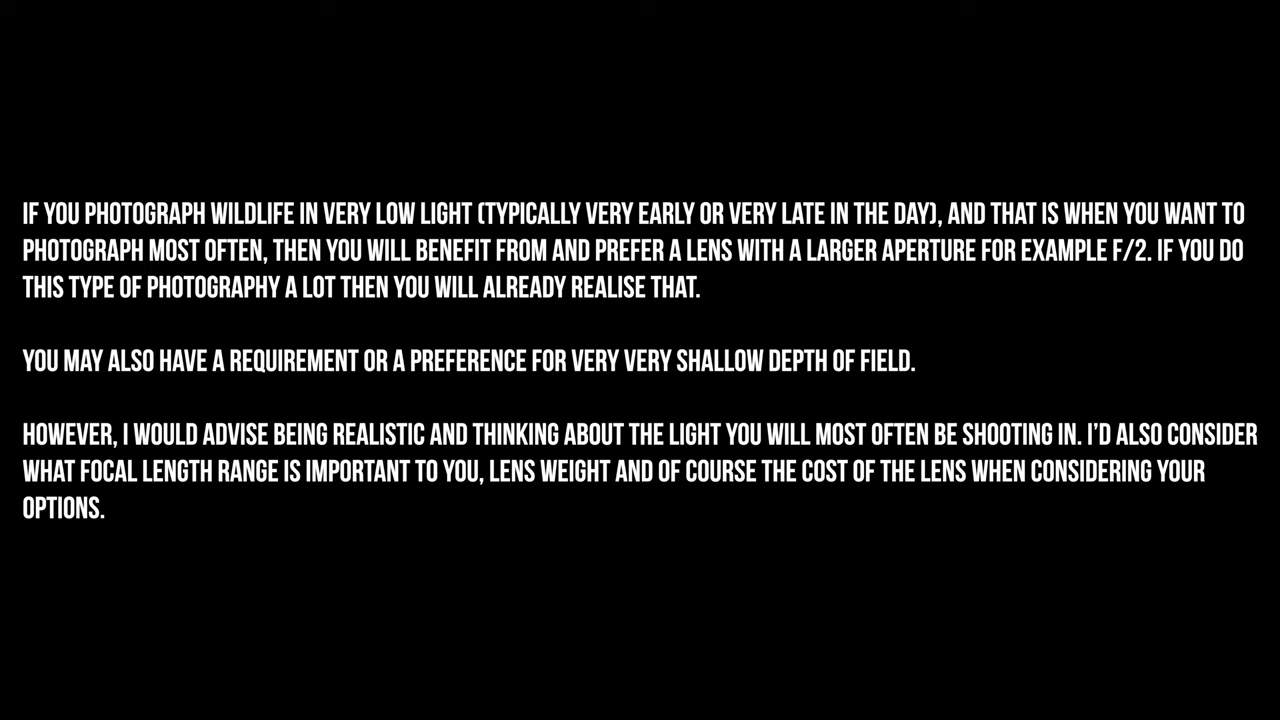 IF YOU PHOTOGRAPH WILDLIFE IN VERY LOW LIGHT (TYPICALLY VERY EARLY OR VERY LATE IN THE DAY), AND THAT IS WHEN YOU WANT TO
PHOTOGRAPH MOST OFTEN, THEN YOU WILL BENEFIT FROM AND PREFER A LENS WITH A LARGER APERTURE FOR EXAMPLE F/2. IF YOU DO
THIS TYPE OF PHOTOGRAPHY A LOT THEN YOU WILL ALREADY REALISE THAT.
YOU MAY ALSO HAVE A REQUIREMENT OR A PREFERENCE FOR VERY VERY SHALLOW DEPTH OF FIELD.
HOWEVER, I WOULD ADVISE BEING REALISTIC AND THINKING ABOUT THE LIGHT YOU WILL MOST OFTEN BE SHOOTING IN. I’D ALSO CONSIDER
WHAT FOCAL LENGTH RANGE IS IMPORTANT TO YOU, LENS WEIGHT AND OF COURSE THE COST OF THE LENS WHEN CONSIDERING YOUR
OPTIONS.